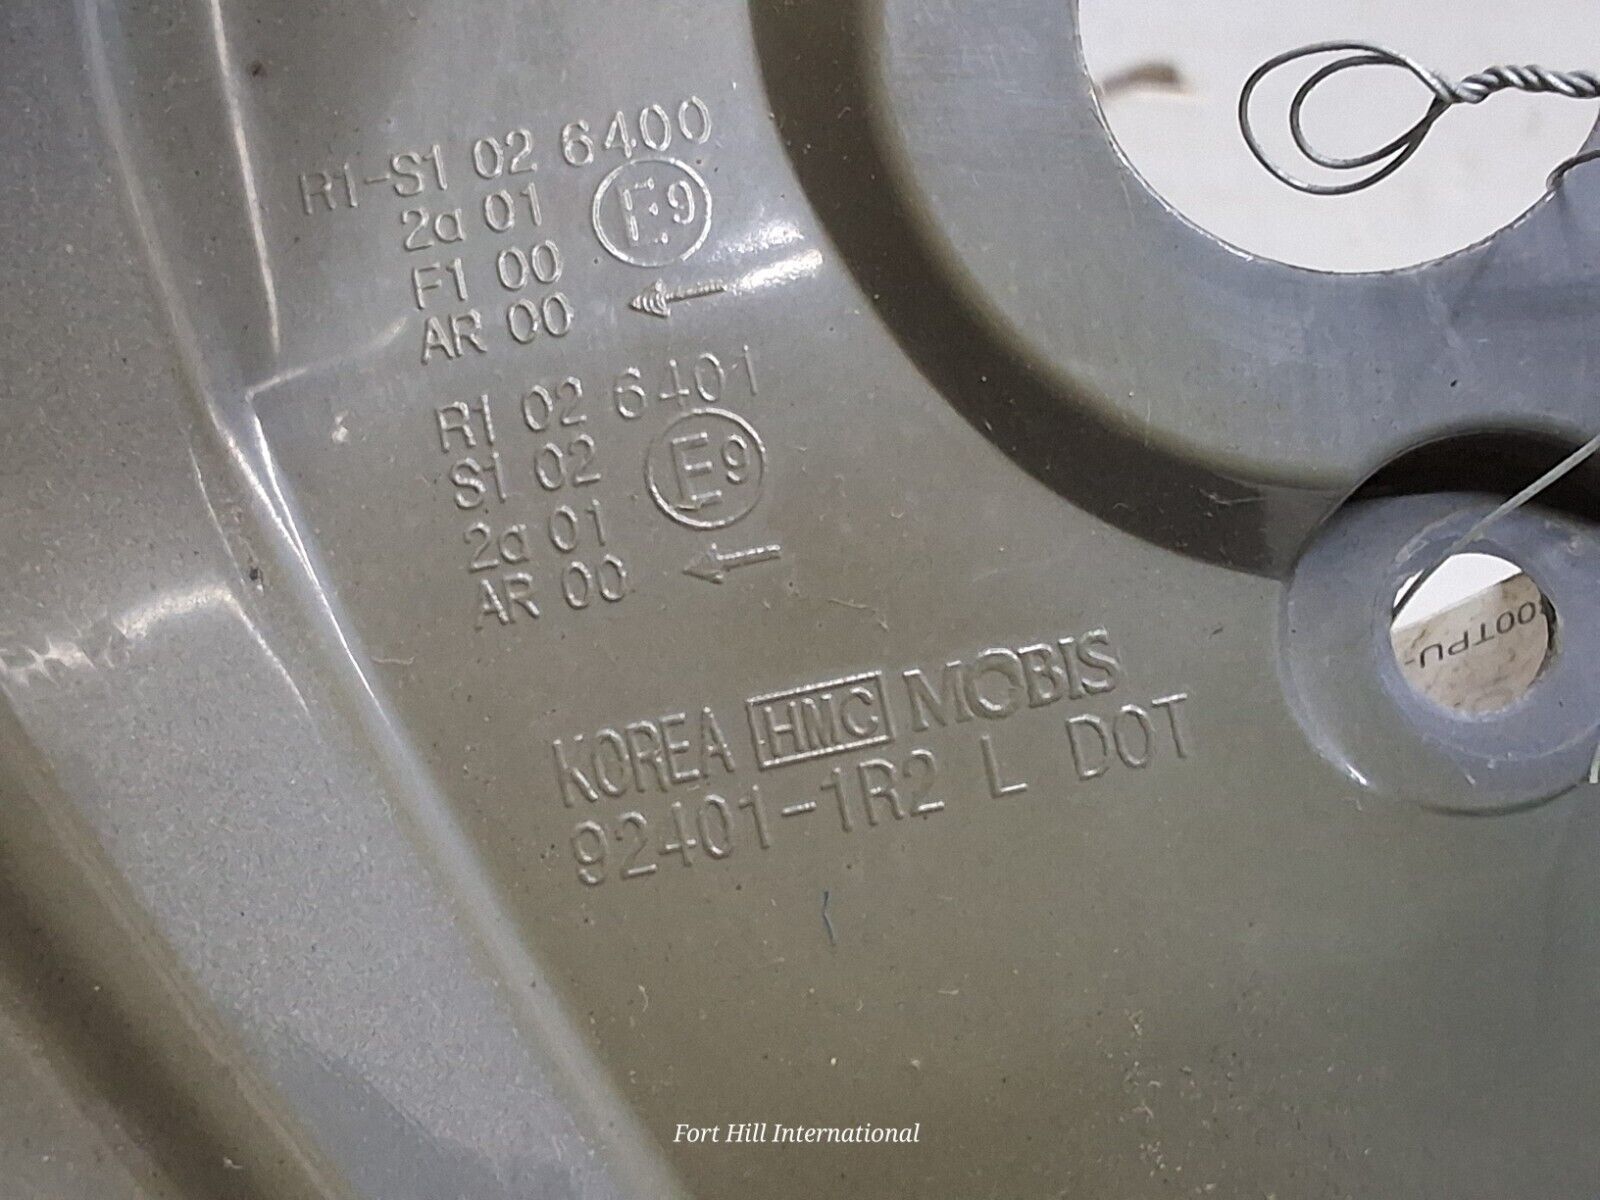 R1-S1 02 6400
2a 01 E9
F1 00
AR 00
R1 02 6401
S1 02 E9
2a 01
AR 00
KOREA HMC MOBIS
92401-1R2 L DOT
00TPU-
Fort Hill International